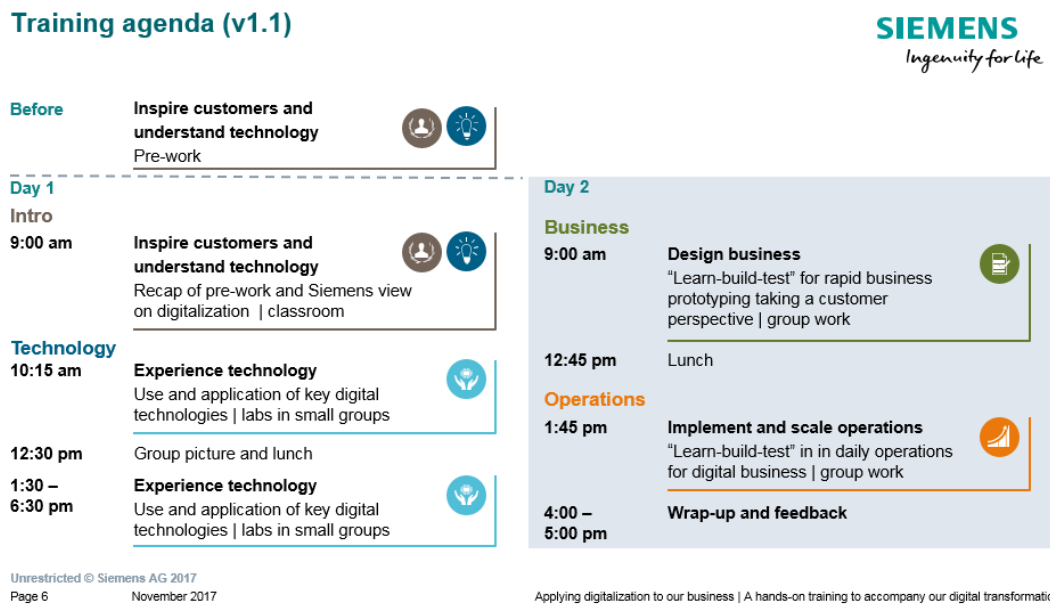 Training agenda (v1.1)
SIEMENS
Ingenuity for life
Before
Inspire customers and
understand technology
Pre-work
Day 1
Intro
9:00 am
Inspire customers and
understand technology
Recap of pre-work and Siemens view
on digitalization | classroom
Technology
10:15 am
Experience technology
Use and application of key digital
technologies | labs in small groups
12:30 pm
Group picture and lunch
1:30 –
6:30 pm
Experience technology
Use and application of key digital
technologies | labs in small groups
Day 2
Business
9:00 am
Design business
“Learn-build-test” for rapid business
prototyping taking a customer
perspective | group work
12:45 pm
Lunch
Operations
1:45 pm
Implement and scale operations
“Learn-build-test” in in daily operations
for digital business | group work
4:00 –
5:00 pm
Wrap-up and feedback
Unrestricted © Siemens AG 2017
Page 6
November 2017
Applying digitalization to our business | A hands-on training to accompany our digital transformatio